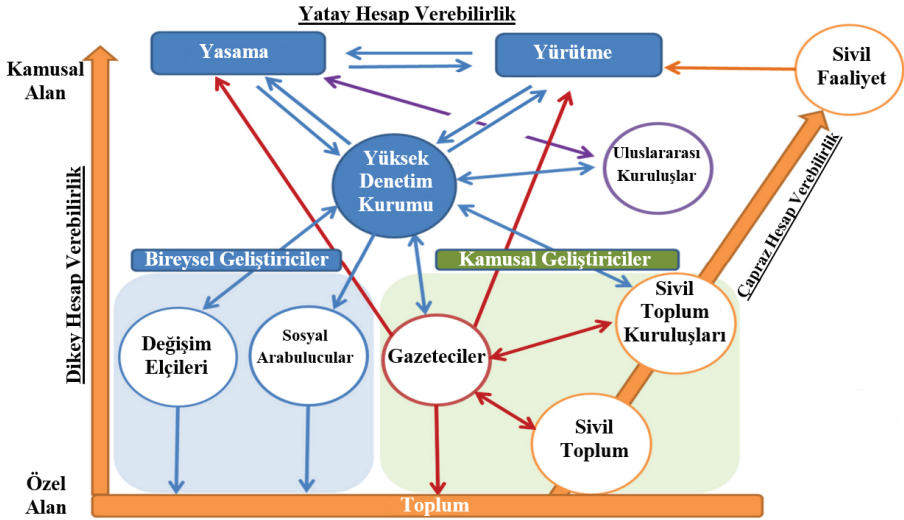 Yatay Hesap Verebilirlik
Kamusal
Alan
Yasama
Yürütme
Sivil
Faaliyet
Yüksek
Denetim
Kurumu
Uluslararası
Kuruluşlar
Dikey Hesap Verebilirlik
Çapraz Hesap Verebilirlik
Bireysel Geliştiriciler
Kamusal Geliştiriciler
Değişim
Elçileri
Sosyal
Arabulucular
Gazeteciler
Sivil
Toplum
Kuruluşları
Sivil
Toplum
Özel
Alan
Toplum